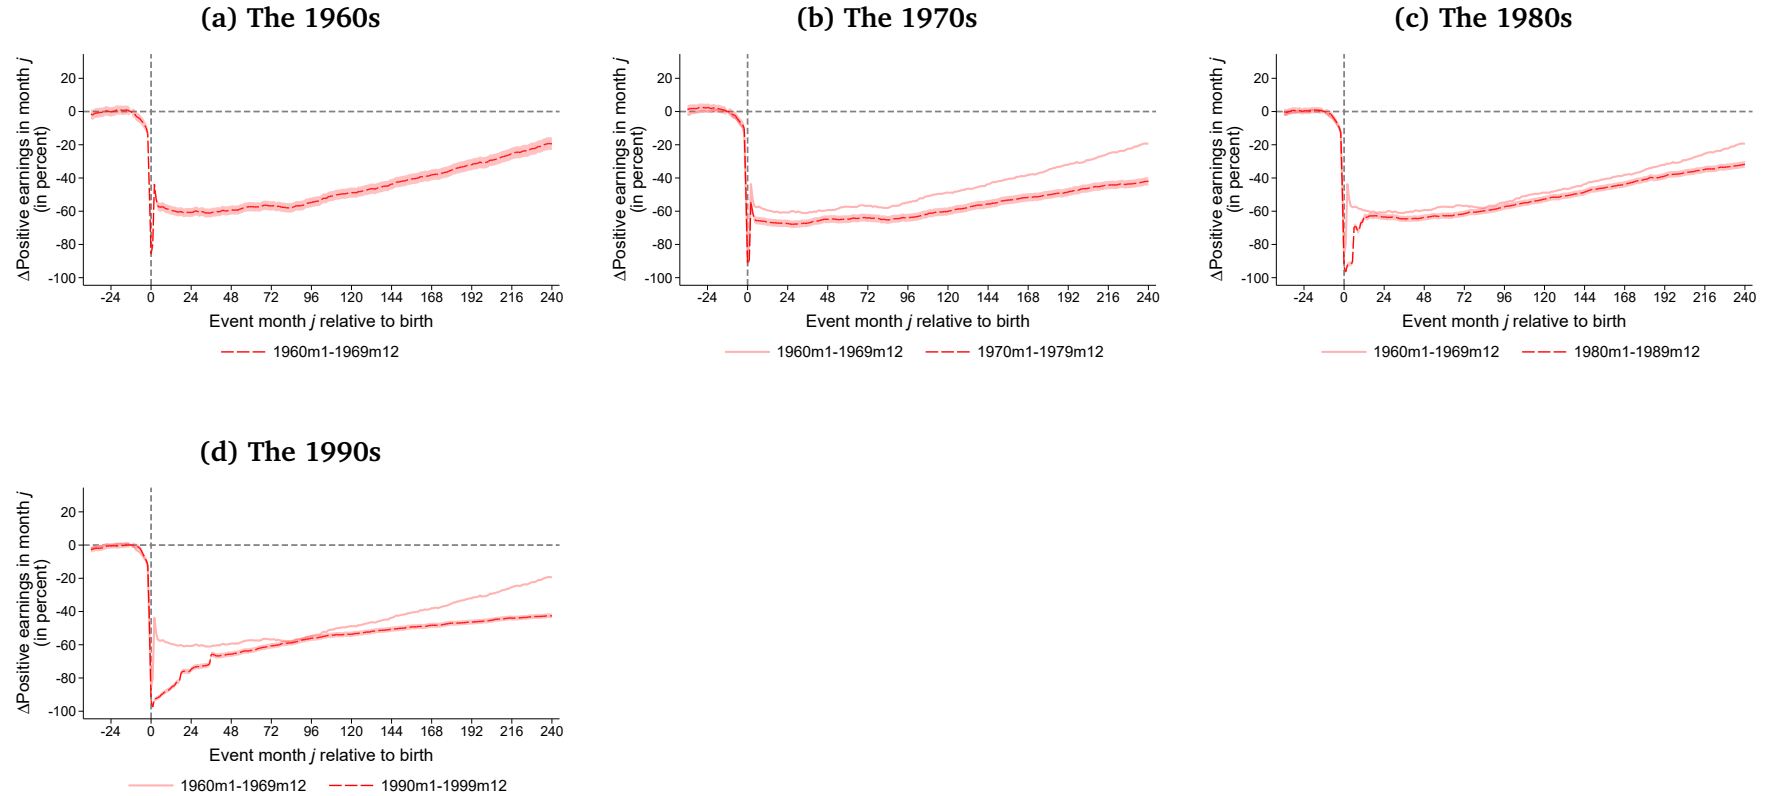 (a) The 1960s
ΔPositive earnings in month j
(in percent)
20
0
-20
-40
-60
-80
-100
-24 0 24 48 72 96 120 144 168 192 216 240
Event month j relative to birth
1960m1-1969m12
(b) The 1970s
ΔPositive earnings in month j
(in percent)
20
0
-20
-40
-60
-80
-100
-24 0 24 48 72 96 120 144 168 192 216 240
Event month j relative to birth
1960m1-1969m12 1970m1-1979m12
(c) The 1980s
ΔPositive earnings in month j
(in percent)
20
0
-20
-40
-60
-80
-100
-24 0 24 48 72 96 120 144 168 192 216 240
Event month j relative to birth
1960m1-1969m12 1980m1-1989m12
(d) The 1990s
ΔPositive earnings in month j
(in percent)
20
0
-20
-40
-60
-80
-100
-24 0 24 48 72 96 120 144 168 192 216 240
Event month j relative to birth
1960m1-1969m12 1990m1-1999m12